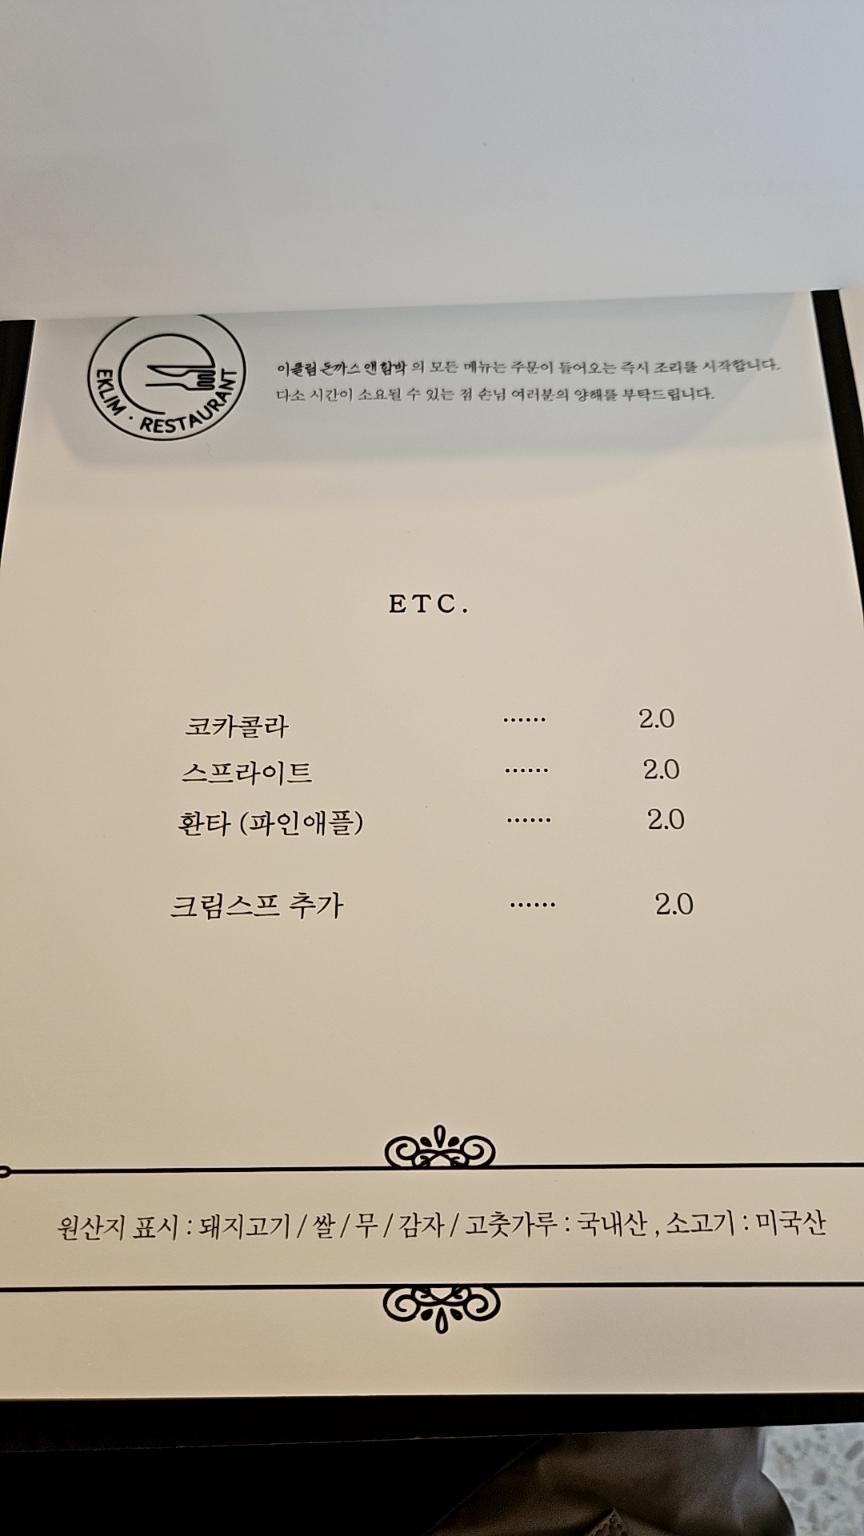 EKLIM · RESTAURANT
이클림 돈까스 앤 함박 의 모든 메뉴는 주문이 들어오는 즉시 조리를 시작합니다.
다소 시간이 소요될 수 있는 점 손님 여러분의 양해를 부탁드립니다.
ETC.
코카콜라 ······ 2.0
스프라이트 ······ 2.0
환타 (파인애플) ······ 2.0
크림스프 추가 ······ 2.0
원산지 표시 : 돼지고기 / 쌀 / 무 / 감자 / 고춧가루 : 국내산 , 소고기 : 미국산